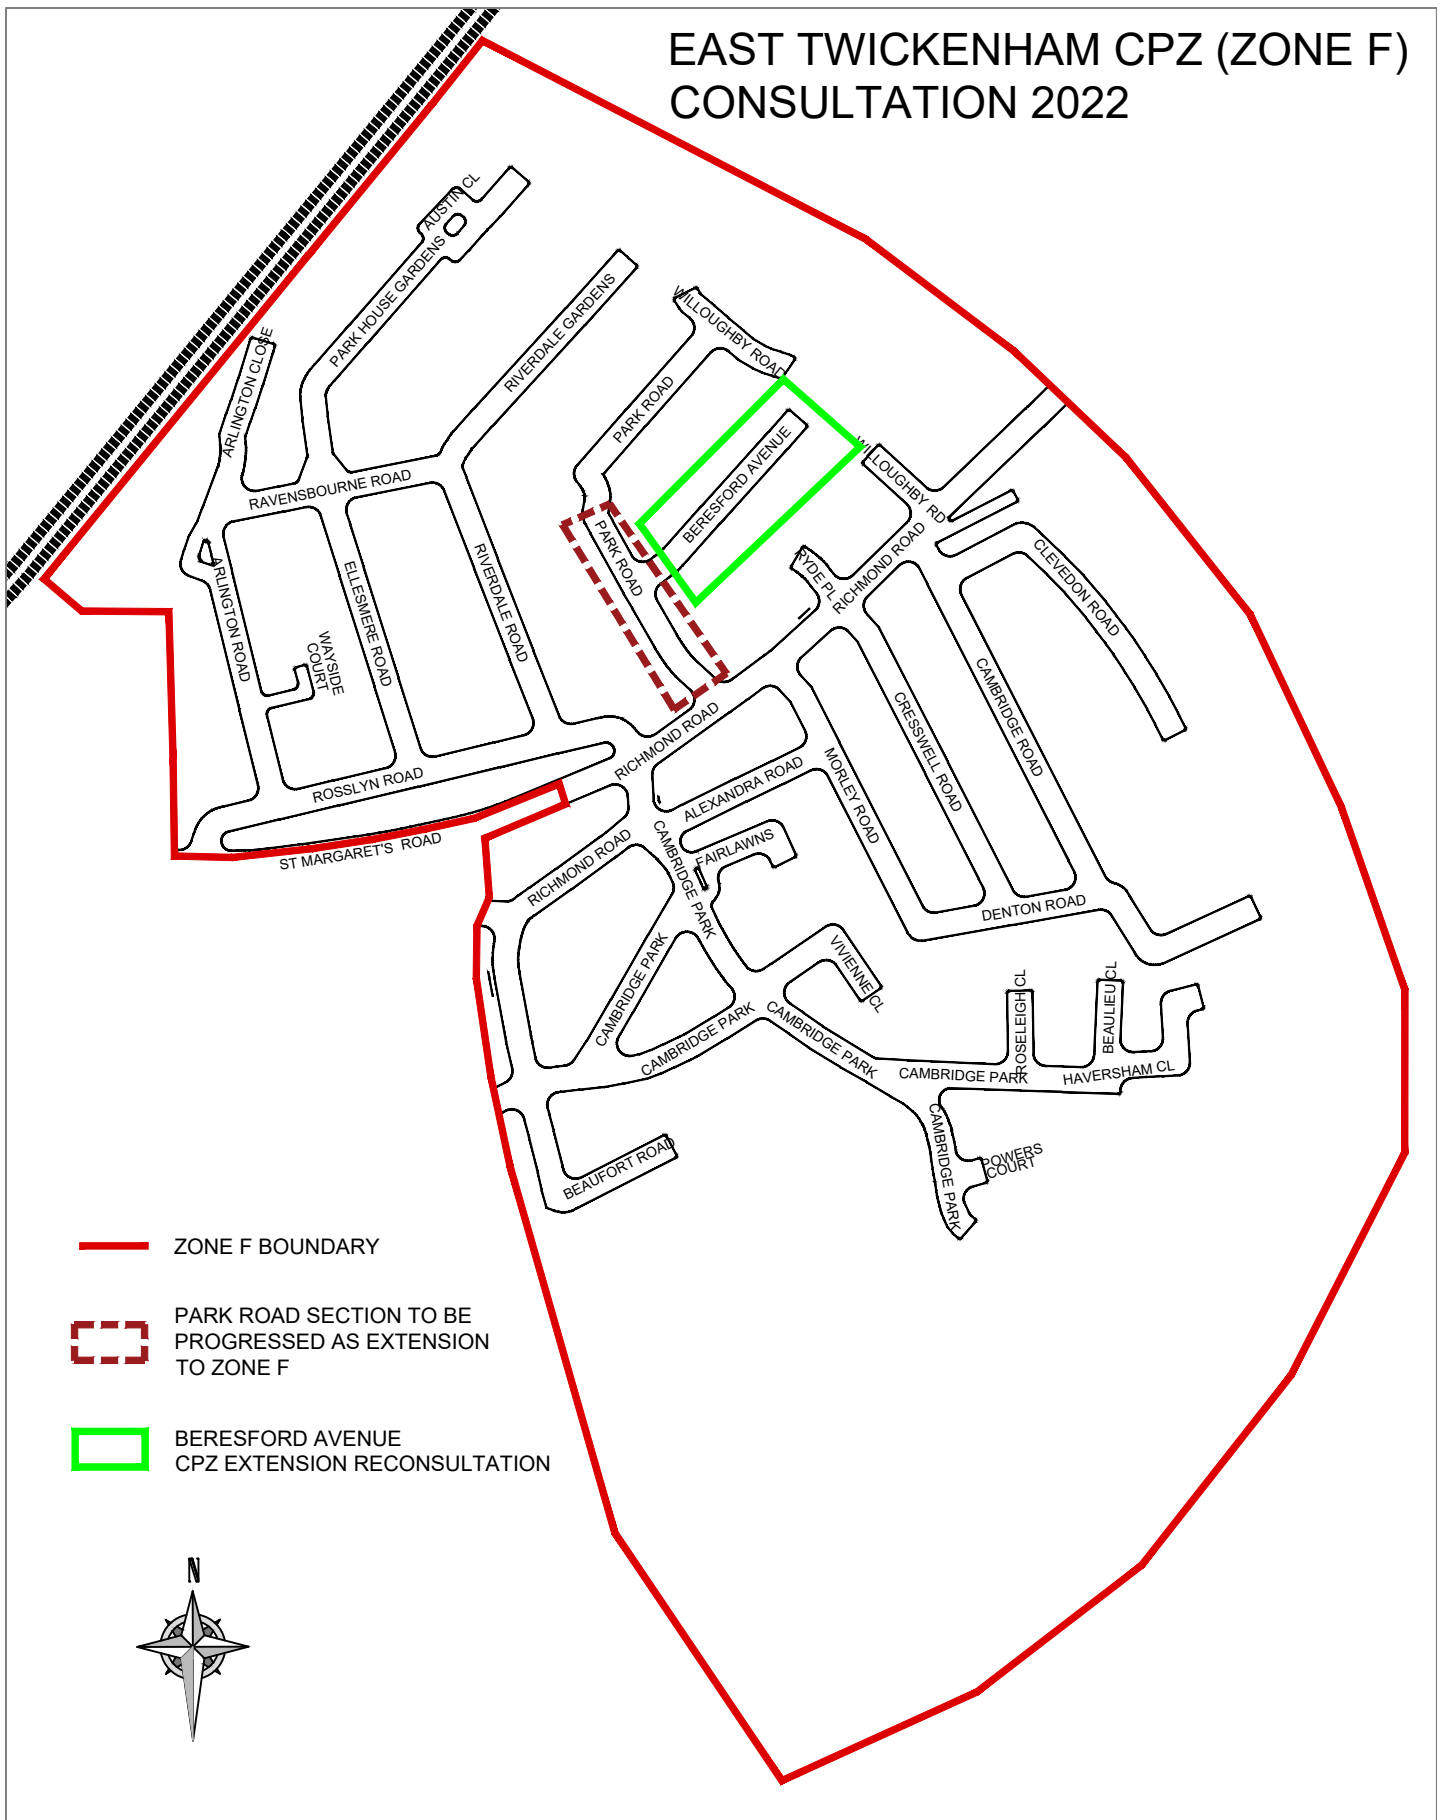 EAST TWICKENHAM CPZ (ZONE F)
CONSULTATION 2022
AUSTIN CL
PARK HOUSE GARDENS
RIVERDALE GARDENS
WILLOUGHBY ROAD
ARLINGTON CLOSE
PARK ROAD
BERESFORD AVENUE
WILLOUGHBY RD
RAVENSBOURNE ROAD
PARK ROAD
RYDE PL
RICHMOND ROAD
CLEVEDON ROAD
ARLINGTON ROAD
ELLESMERE ROAD
RIVERDALE ROAD
WAYSIDE
COURT
CAMBRIDGE ROAD
CRESSWELL ROAD
RICHMOND ROAD
MORLEY ROAD
ALEXANDRA ROAD
ROSSLYN ROAD
ST MARGARET'S ROAD
RICHMOND ROAD
CAMBRIDGE PARK
FAIRLAWNS
DENTON ROAD
CAMBRIDGE PARK
VIVIENNE CL
CAMBRIDGE PARK
CAMBRIDGE PARK
ROSELEIGH CL
BEAULIEU CL
CAMBRIDGE PARK
HAVERSHAM CL
CAMBRIDGE PARK
POWERS
COURT
BEAUFORT ROAD
ZONE F BOUNDARY
PARK ROAD SECTION TO BE
PROGRESSED AS EXTENSION
TO ZONE F
BERESFORD AVENUE
CPZ EXTENSION RECONSULTATION
N